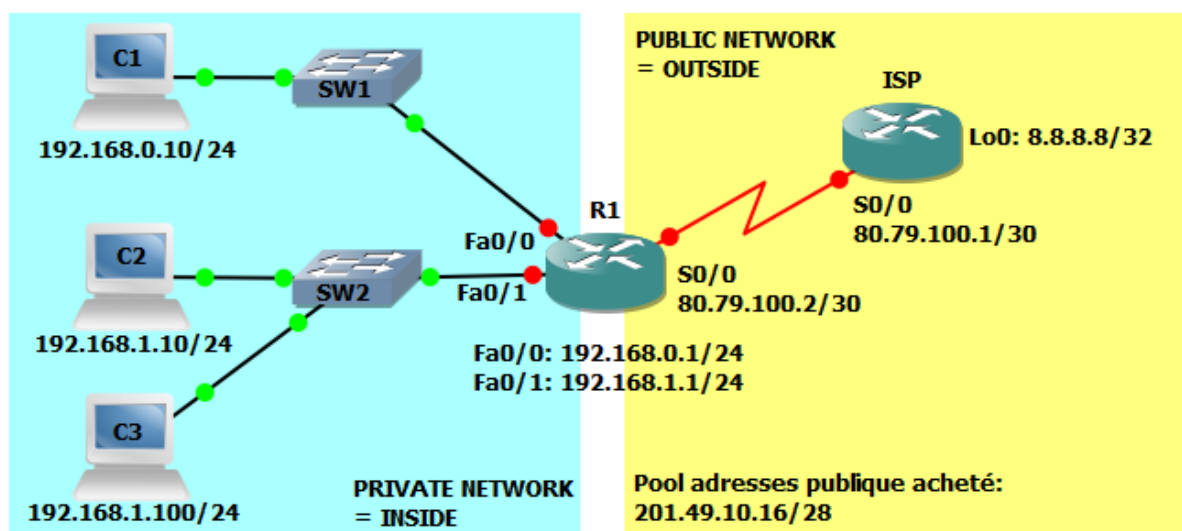 C1
192.168.0.10/24
SW1
C2
192.168.1.10/24
SW2
C3
192.168.1.100/24
PRIVATE NETWORK
= INSIDE
R1
Fa0/0
Fa0/1
S0/0
80.79.100.2/30
Fa0/0: 192.168.0.1/24
Fa0/1: 192.168.1.1/24
PUBLIC NETWORK
= OUTSIDE
ISP
Lo0: 8.8.8.8/32
S0/0
80.79.100.1/30
Pool adresses publique acheté:
201.49.10.16/28